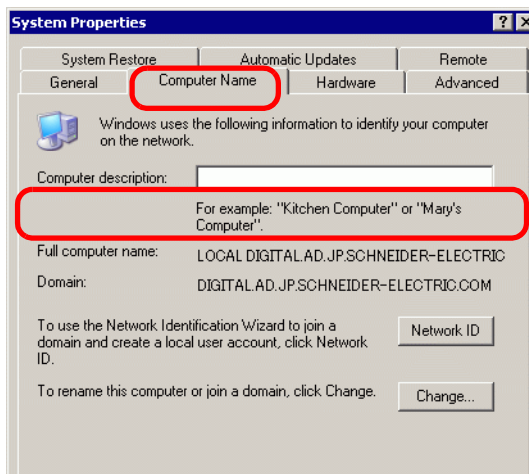 System Properties
System Restore Automatic Updates Remote
General Computer Name Hardware Advanced
Windows uses the following information to identify your computer
on the network.
Computer description:
For example: "Kitchen Computer" or "Mary's
Computer".
Full computer name: LOCAL DIGITAL.AD.JP.SCHNEIDER-ELECTRIC
Domain: DIGITAL.AD.JP.SCHNEIDER-ELECTRIC.COM
To use the Network Identification Wizard to join a
domain and create a local user account, click Network
ID.
Network ID
To rename this computer or join a domain, click Change.
Change...